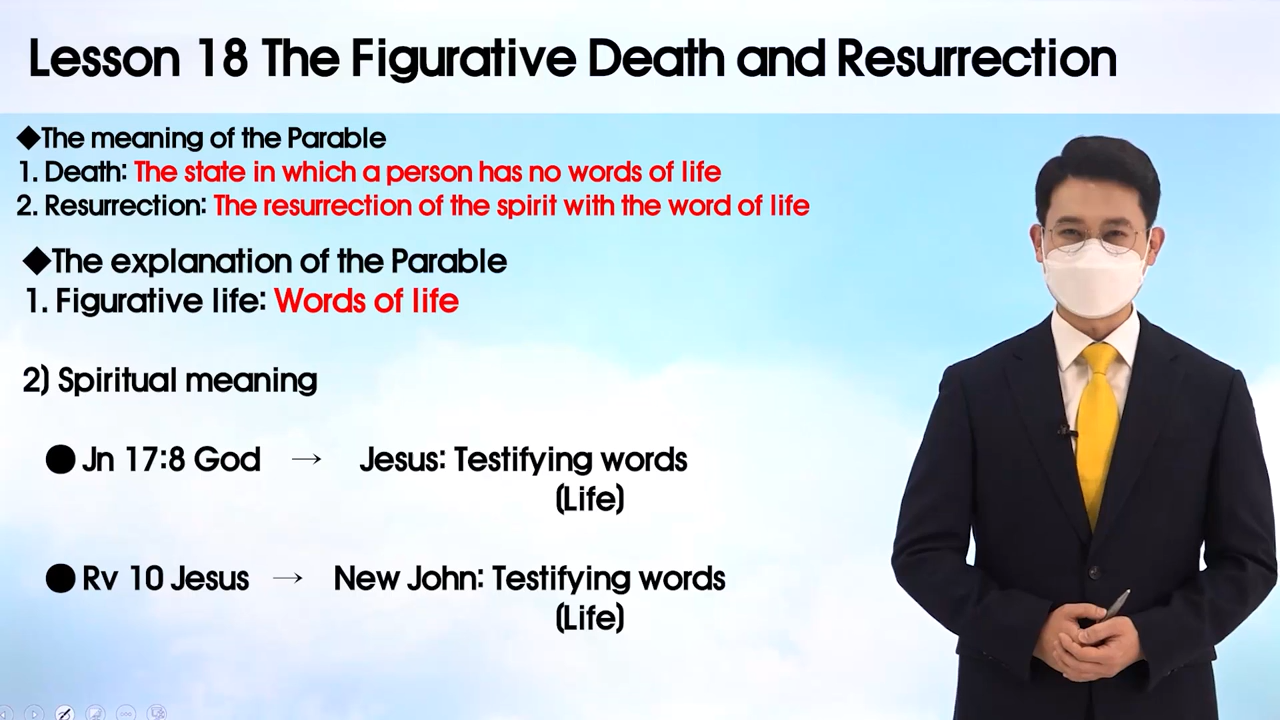 Lesson 18 The Figurative Death and Resurrection
◆The meaning of the Parable
1. Death: The state in which a person has no words of life
2. Resurrection: The resurrection of the spirit with the word of life
◆The explanation of the Parable
1. Figurative life: Words of life
2) Spiritual meaning
● Jn 17:8 God → Jesus: Testifying words
(Life)
● Rv 10 Jesus → New John: Testifying words
(Life)